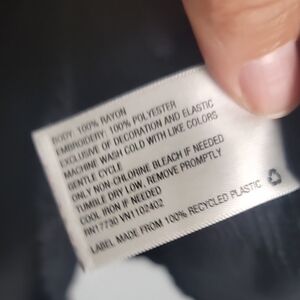 BODY: 100% RAYON
EMBROIDERY: 100% POLYESTER
EXCLUSIVE OF DECORATION AND ELASTIC
MACHINE WASH COLD WITH LIKE COLORS
GENTLE CYCLE
ONLY NON-CHLORINE BLEACH IF NEEDED
TUMBLE DRY LOW, REMOVE PROMPTLY
COOL IRON IF NEEDED
RN17730 VN1102402
LABEL MADE FROM 100% RECYCLED PLASTIC